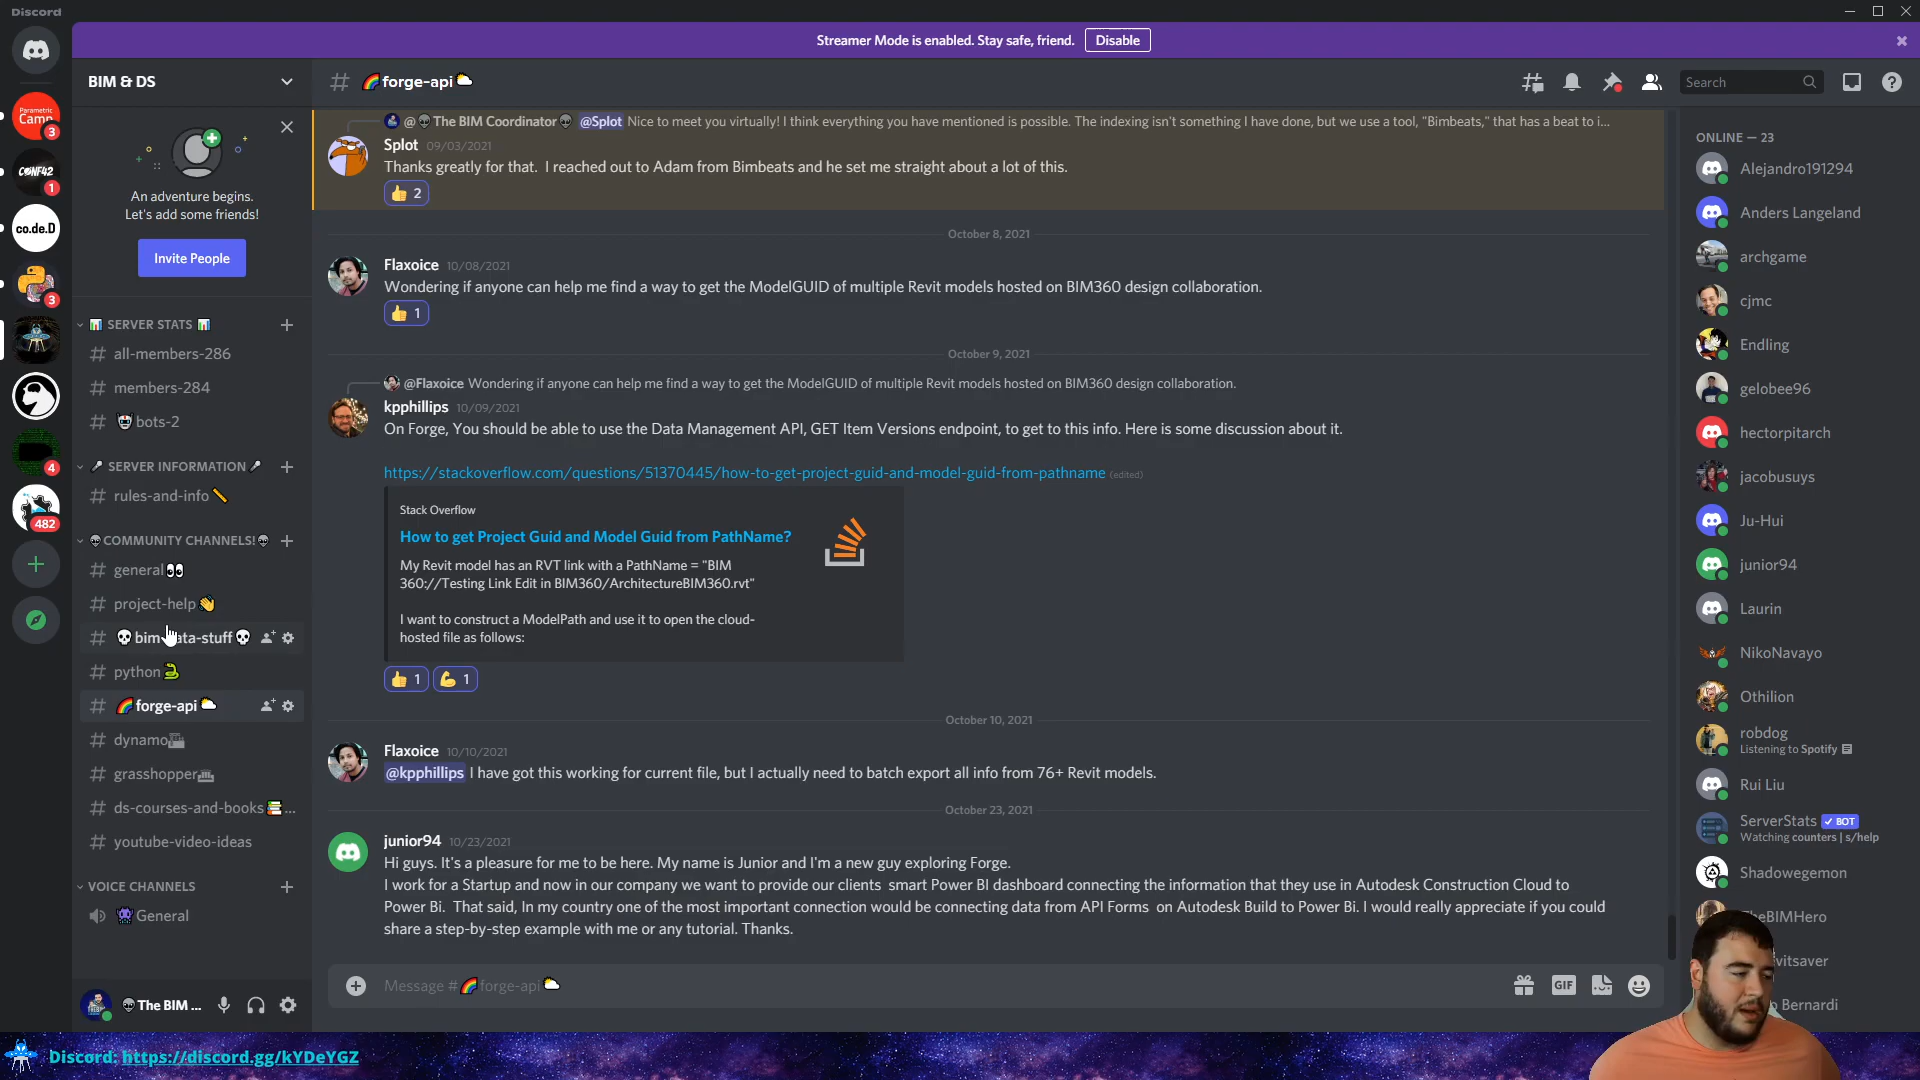 Discord
Streamer Mode is enabled. Stay safe, friend. Disable
BIM & DS
forge-api
Search
Parametric
Camp
3
CONF42
1
co.de.D
3
4
482
An adventure begins.
Let's add some friends!
Invite People
SERVER STATS
all-members-286
members-284
bots-2
SERVER INFORMATION
rules-and-info
COMMUNITY CHANNELS!
general
project-help
bim-data-stuff
python
forge-api
dynamo
grasshopper
ds-courses-and-books ...
youtube-video-ideas
VOICE CHANNELS
General
The BIM ...
@ The BIM Coordinator @Splot Nice to meet you virtually! I think everything you have mentioned is possible. The indexing isn't something I have done, but we use a tool, "Bimbeats," that has a beat to i...
Splot 09/03/2021
Thanks greatly for that. I reached out to Adam from Bimbeats and he set me straight about a lot of this.
2
October 8, 2021
Flaxoice 10/08/2021
Wondering if anyone can help me find a way to get the ModelGUID of multiple Revit models hosted on BIM360 design collaboration.
1
October 9, 2021
@Flaxoice Wondering if anyone can help me find a way to get the ModelGUID of multiple Revit models hosted on BIM360 design collaboration.
kpphillips 10/09/2021
On Forge, You should be able to use the Data Management API, GET Item Versions endpoint, to get to this info. Here is some discussion about it.
https://stackoverflow.com/questions/51370445/how-to-get-project-guid-and-model-guid-from-pathname (edited)
Stack Overflow
How to get Project Guid and Model Guid from PathName?
My Revit model has an RVT link with a PathName = "BIM
360://Testing Link Edit in BIM360/ArchitectureBIM360.rvt"
I want to construct a ModelPath and use it to open the cloud-
hosted file as follows:
1 1
October 10, 2021
Flaxoice 10/10/2021
@kpphillips I have got this working for current file, but I actually need to batch export all info from 76+ Revit models.
October 23, 2021
junior94 10/23/2021
Hi guys. It's a pleasure for me to be here. My name is Junior and I'm a new guy exploring Forge.
I work for a Startup and now in our company we want to provide our clients smart Power BI dashboard connecting the information that they use in Autodesk Construction Cloud to
Power Bi. That said, In my country one of the most important connection would be connecting data from API Forms on Autodesk Build to Power Bi. I would really appreciate if you could
share a step-by-step example with me or any tutorial. Thanks.
Message # forge-api
GIF
ONLINE — 23
Alejandro191294
Anders Langeland
archgame
cjmc
Endling
gelobee96
hectorpitarch
jacobusuys
Ju-Hui
junior94
Laurin
NikoNavayo
Othilion
robdog
Listening to Spotify
Rui Liu
ServerStats BOT
Watching counters | s/help
Shadowegemon
heBIMHero
vitsaver
Bernardi
Discord: https://discord.gg/kYDeYGZ